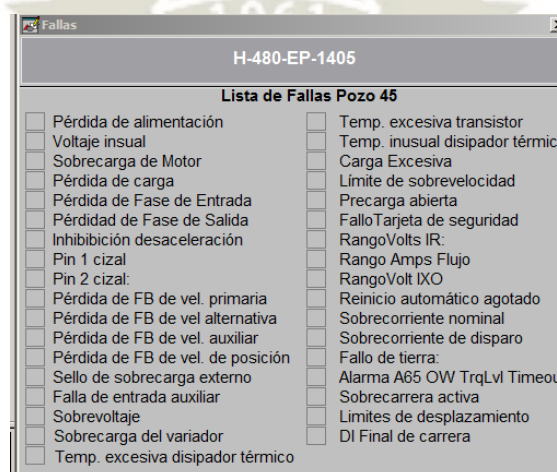 Fallas
H-480-EP-1405
Lista de Fallas Pozo 45
Pérdida de alimentación
Voltaje insual
Sobrecarga de Motor
Pérdida de carga
Pérdida de Fase de Entrada
Pérdidad de Fase de Salida
Inhibibición desaceleración
Pin 1 cizal
Pin 2 cizal:
Pérdida de FB de vel. primaria
Pérdida de FB de vel alternativa
Pérdida de FB de vel. auxiliar
Pérdida de FB de vel. de posición
Sello de sobrecarga externo
Falla de entrada auxiliar
Sobrevoltaje
Sobrecarga del variador
Temp. excesiva disipador térmico
Temp. excesiva transistor
Temp. inusual disipador térmic
Carga Excesiva
Límite de sobrevelocidad
Precarga abierta
FalloTarjeta de seguridad
RangoVolts IR:
Rango Amps Flujo
RangoVolt IXO
Reinicio automático agotado
Sobrecorriente nominal
Sobrecorriente de disparo
Fallo de tierra:
Alarma A65 OW TrqLvl Timeou
Sobrecarrera activa
Limites de desplazamiento
DI Final de carrera